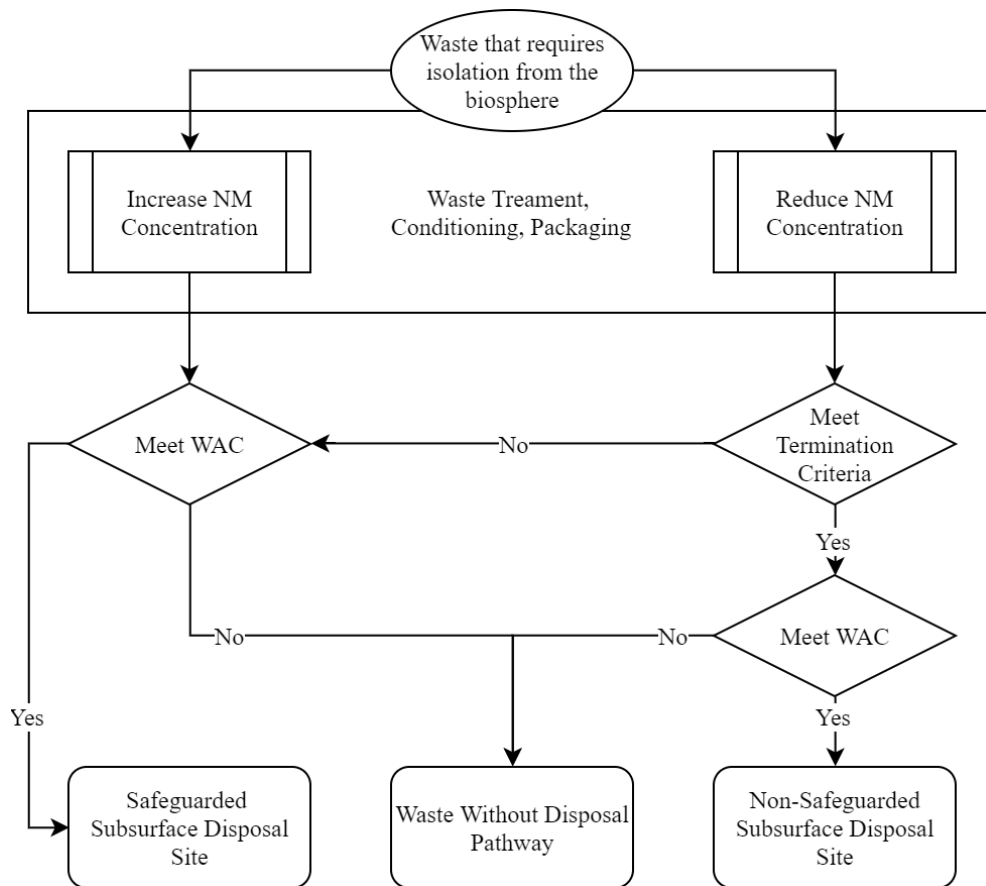 Waste that requires
isolation from the
biosphere
Increase NM
Concentration
Waste Treament,
Conditioning, Packaging
Reduce NM
Concentration
Meet WAC
No
Meet
Termination
Criteria
Yes
No
No
Meet WAC
Yes
Yes
Safeguarded
Subsurface Disposal
Site
Waste Without Disposal
Pathway
Non-Safeguarded
Subsurface Disposal
Site